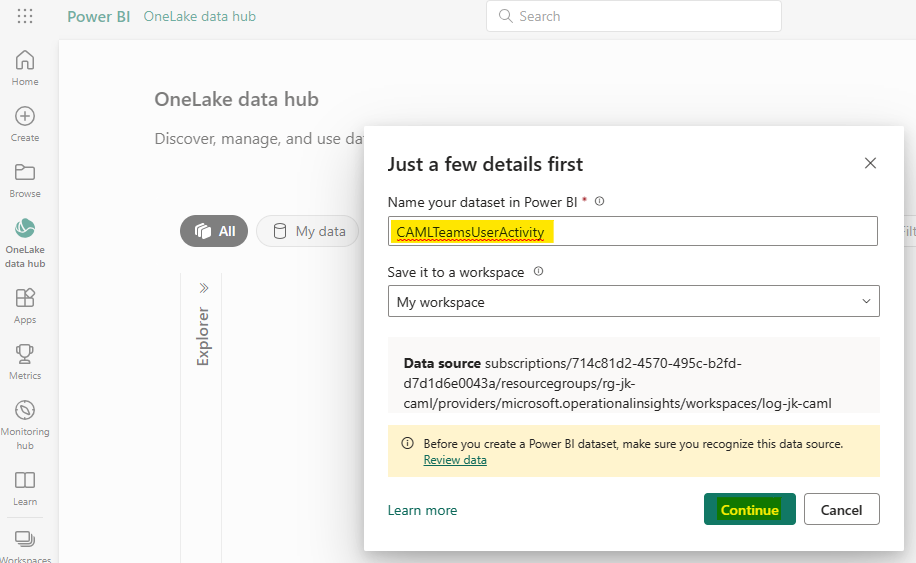 Power BI OneLake data hub
Search
Home
Create
Browse
OneLake
data hub
Apps
Metrics
Monitoring
hub
Learn
Workspaces
OneLake data hub
Discover, manage, and use da
All
My data
Filt
Explorer
Just a few details first
Name your dataset in Power BI *
CAMLTeamsUserActivity
Save it to a workspace
My workspace
Data source subscriptions/714c81d2-4570-495c-b2fd-
d7d1d6e0043a/resourcegroups/rg-jk-
caml/providers/microsoft.operationalinsights/workspaces/log-jk-caml
Before you create a Power BI dataset, make sure you recognize this data source.
Review data
Learn more
Continue
Cancel